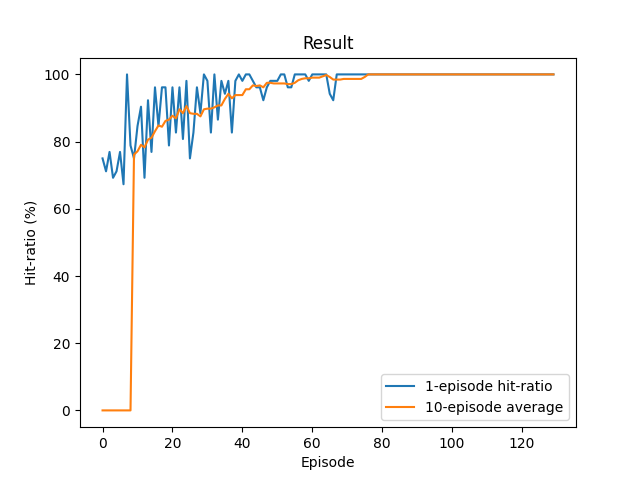 Result
Hit-ratio (%)
100
80
60
40
20
0
1-episode hit-ratio
10-episode average
0 20 40 60 80 100 120
Episode